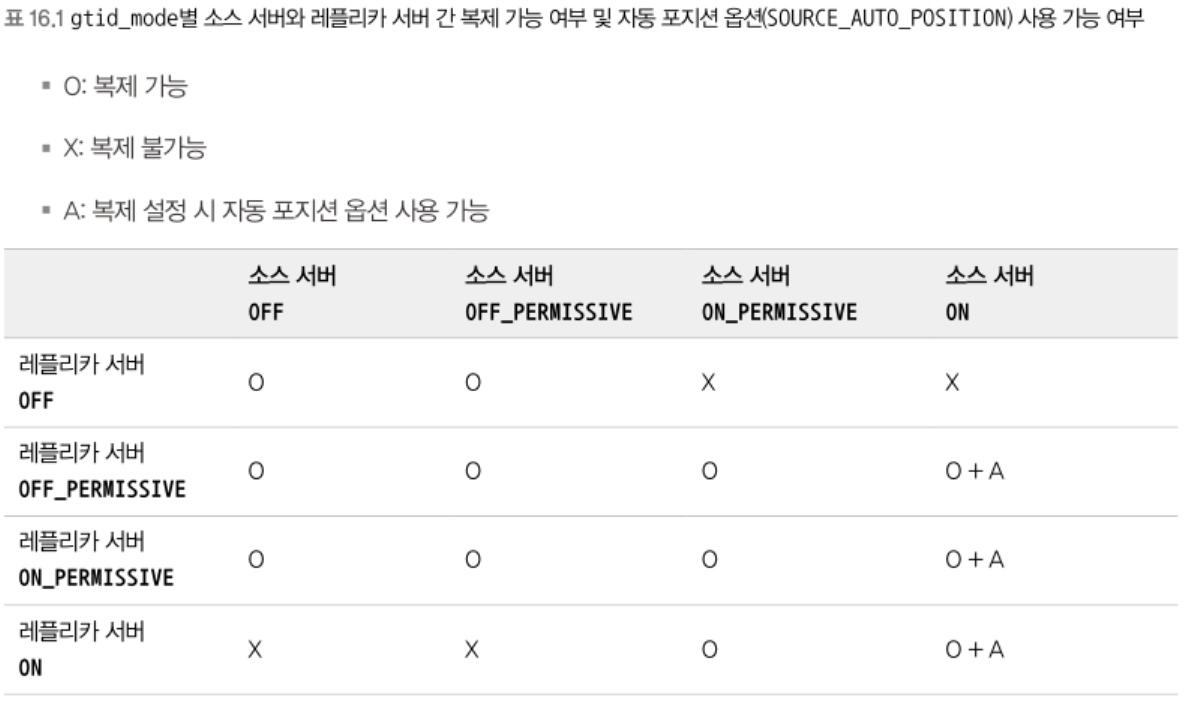 표 16.1 gtid_mode별 소스 서버와 레플리카 서버 간 복제 가능 여부 및 자동 포지션 옵션(SOURCE_AUTO_POSITION) 사용 가능 여부
▪ O: 복제 가능
▪ X: 복제 불가능
▪ A: 복제 설정 시 자동 포지션 옵션 사용 가능
소스 서버 소스 서버 소스 서버 소스 서버
OFF OFF_PERMISSIVE ON_PERMISSIVE ON
레플리카 서버
OFF O O X X
레플리카 서버
OFF_PERMISSIVE O O O O + A
레플리카 서버
ON_PERMISSIVE O O O O + A
레플리카 서버
ON X X O O + A